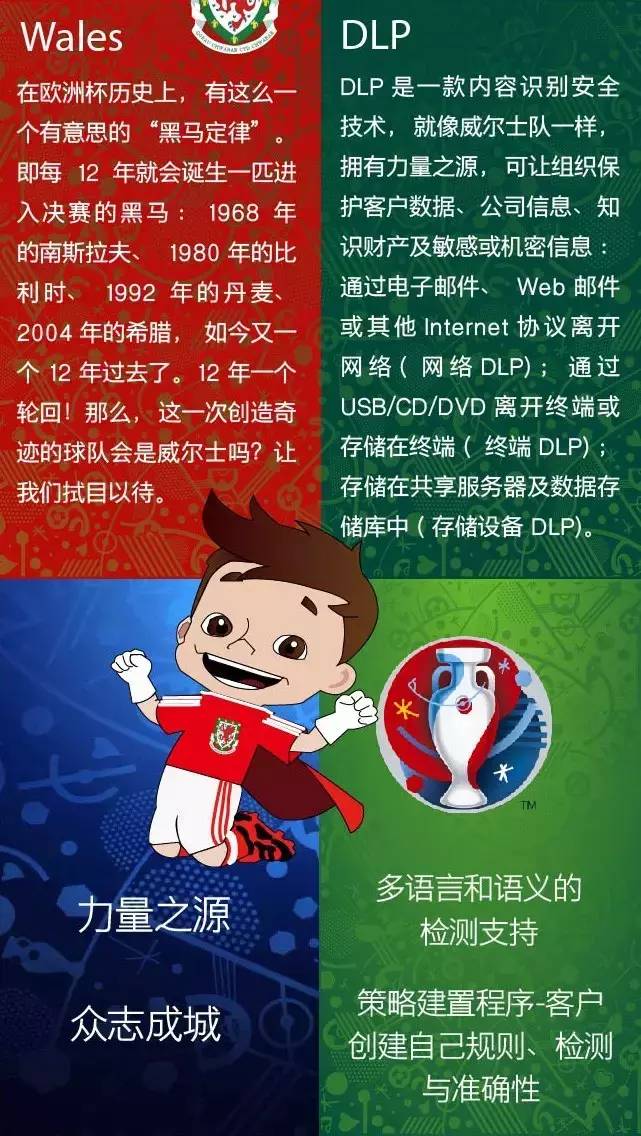 Wales
在欧洲杯历史上，有这么一
个有意思的“黑马定律”。
即每 12 年就会诞生一匹进
入决赛的黑马：1968 年
的南斯拉夫、 1980 年的比
利时、 1992 年的丹麦、
2004 年的希腊， 如今又一
个 12 年过去了。12 年一个
轮回！那么，这一次创造奇
迹的球队会是威尔士吗？让
我们拭目以待。
DLP
DLP 是一款内容识别安全
技术，就像威尔士队一样，
拥有力量之源，可让组织保
护客户数据、公司信息、知
识财产及敏感或机密信息：
通过电子邮件、 Web 邮件
或其他 Internet 协议离开
网络（ 网络 DLP)；通过
USB/CD/DVD 离开终端或
存储在终端（ 终端 DLP)；
存储在共享服务器及数据存
储库中（存储设备 DLP)。
力量之源
众志成城
TM
多语言和语义的
检测支持
策略建置程序-客户
创建自己规则、检测
与准确性